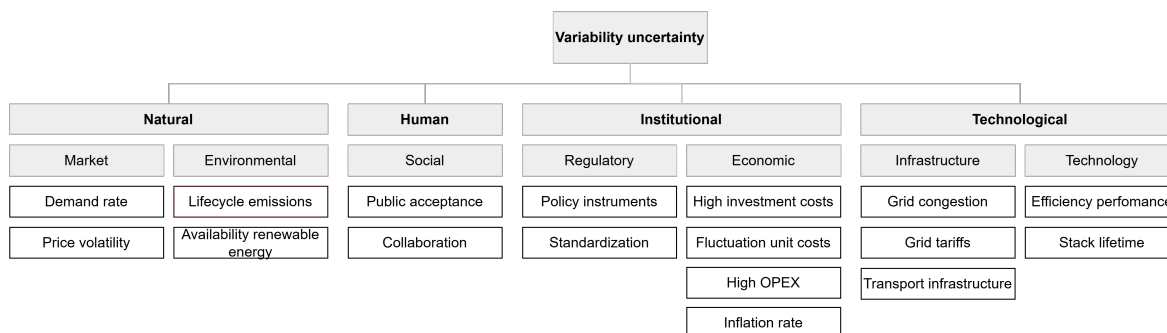 Variability uncertainty
Natural
Human
Institutional
Technological
Market
Environmental
Social
Regulatory
Economic
Infrastructure
Technology
Demand rate
Lifecycle emissions
Public acceptance
Policy instruments
High investment costs
Grid congestion
Efficiency perfomance
Price volatility
Availability renewable
energy
Collaboration
Standardization
Fluctuation unit costs
Grid tariffs
Stack lifetime
High OPEX
Transport infrastructure
Inflation rate